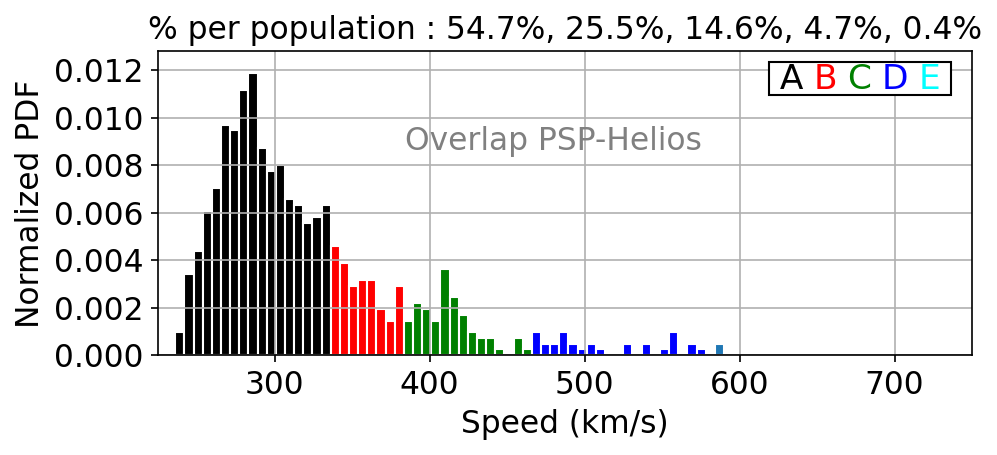 % per population : 54.7%, 25.5%, 14.6%, 4.7%, 0.4%
A B C D E
Overlap PSP-Helios
Normalized PDF
0.012
0.010
0.008
0.006
0.004
0.002
0.000
300 400 500 600 700
Speed (km/s)